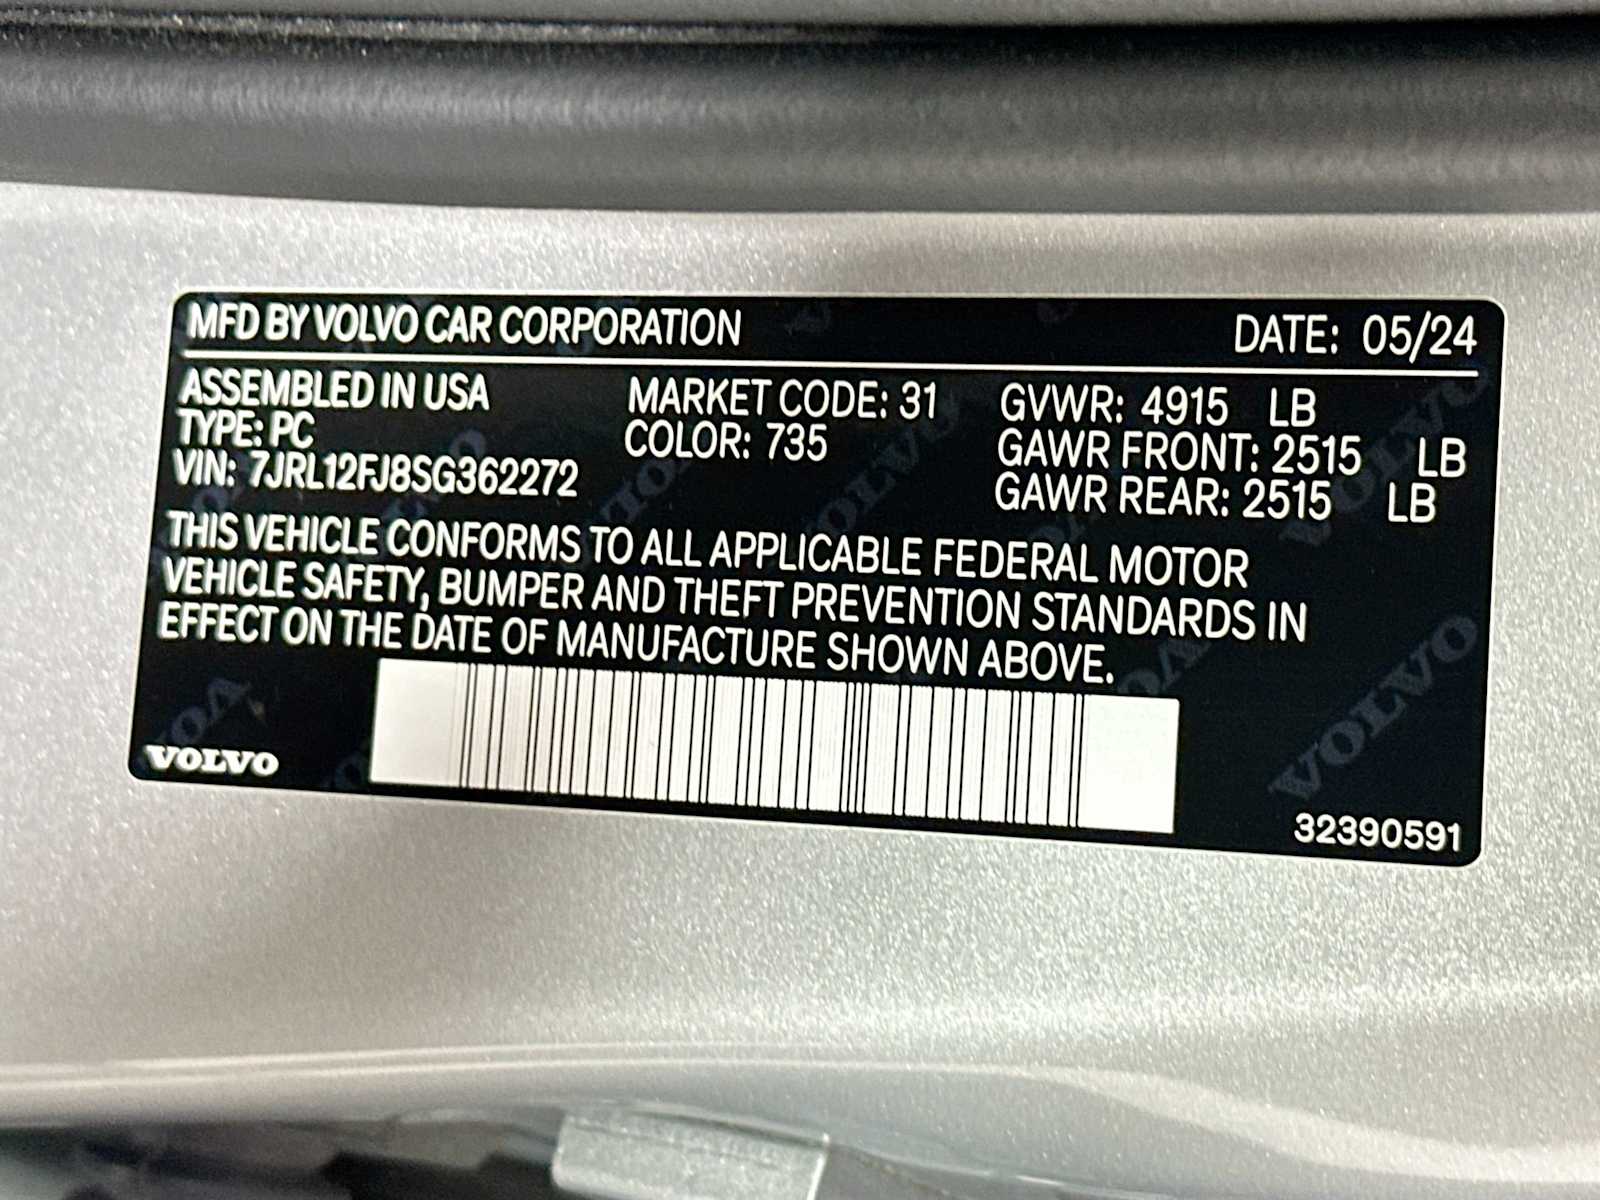 MFD BY VOLVO CAR CORPORATION DATE: 05/24
ASSEMBLED IN USA MARKET CODE: 31 GVWR: 4915 LB
TYPE: PC COLOR: 735 GAWR FRONT: 2515 LB
VIN: 7JRL12FJ8SG362272 GAWR REAR: 2515 LB
THIS VEHICLE CONFORMS TO ALL APPLICABLE FEDERAL MOTOR
VEHICLE SAFETY, BUMPER AND THEFT PREVENTION STANDARDS IN
EFFECT ON THE DATE OF MANUFACTURE SHOWN ABOVE.
VOLVO
32390591